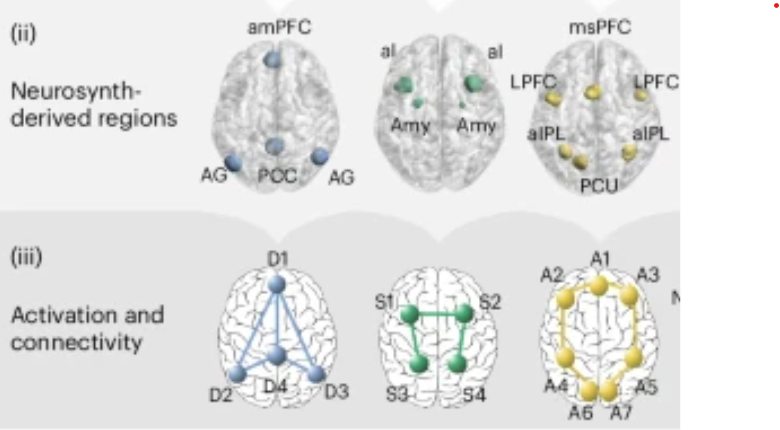 (ii)
Neurosynth-
derived regions
amPFC
AG
PCC
AG
aI
aI
Amy
Amy
msPFC
LPFC
LPFC
aIPL
aIPL
PCU
(iii)
Activation and
connectivity
D1
D2
D4
D3
S1
S2
S3
S4
A1
A2
A3
A4
A5
A6
A7
N